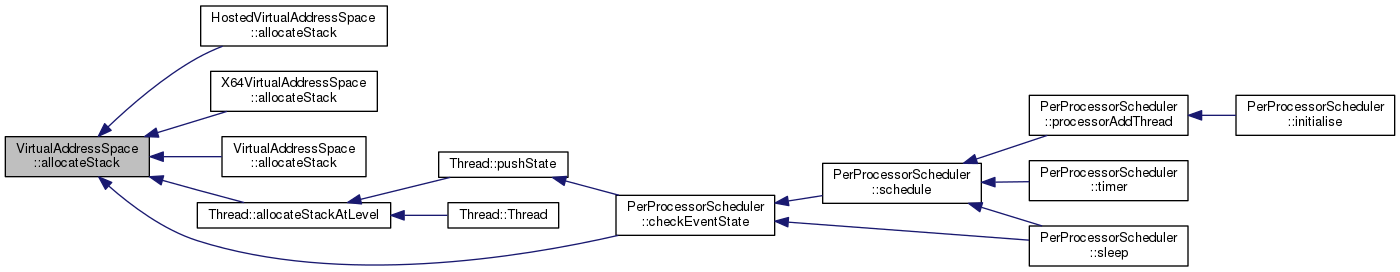 HostedVirtualAddressSpace
::allocateStack
X64VirtualAddressSpace
::allocateStack
VirtualAddressSpace
::allocateStack
VirtualAddressSpace
::allocateStack
Thread::allocateStackAtLevel
Thread::pushState
Thread::Thread
PerProcessorScheduler
::checkEventState
PerProcessorScheduler
::schedule
PerProcessorScheduler
::processorAddThread
PerProcessorScheduler
::initialise
PerProcessorScheduler
::timer
PerProcessorScheduler
::sleep